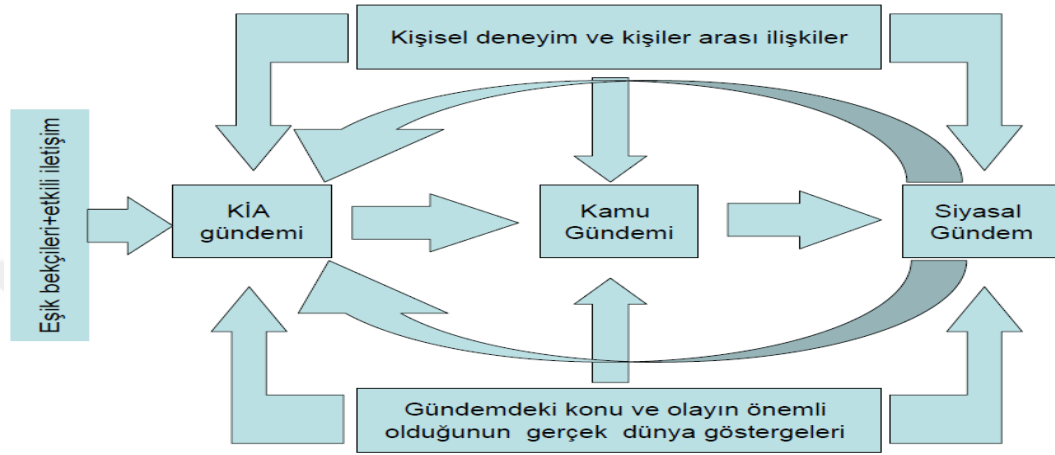 Kişisel deneyim ve kişiler arası ilişkiler
Eşik bekçileri+etkili iletişim
KİA
gündemi
Kamu
Gündemi
Siyasal
Gündem
Gündemdeki konu ve olayın önemli
olduğunun gerçek dünya göstergeleri